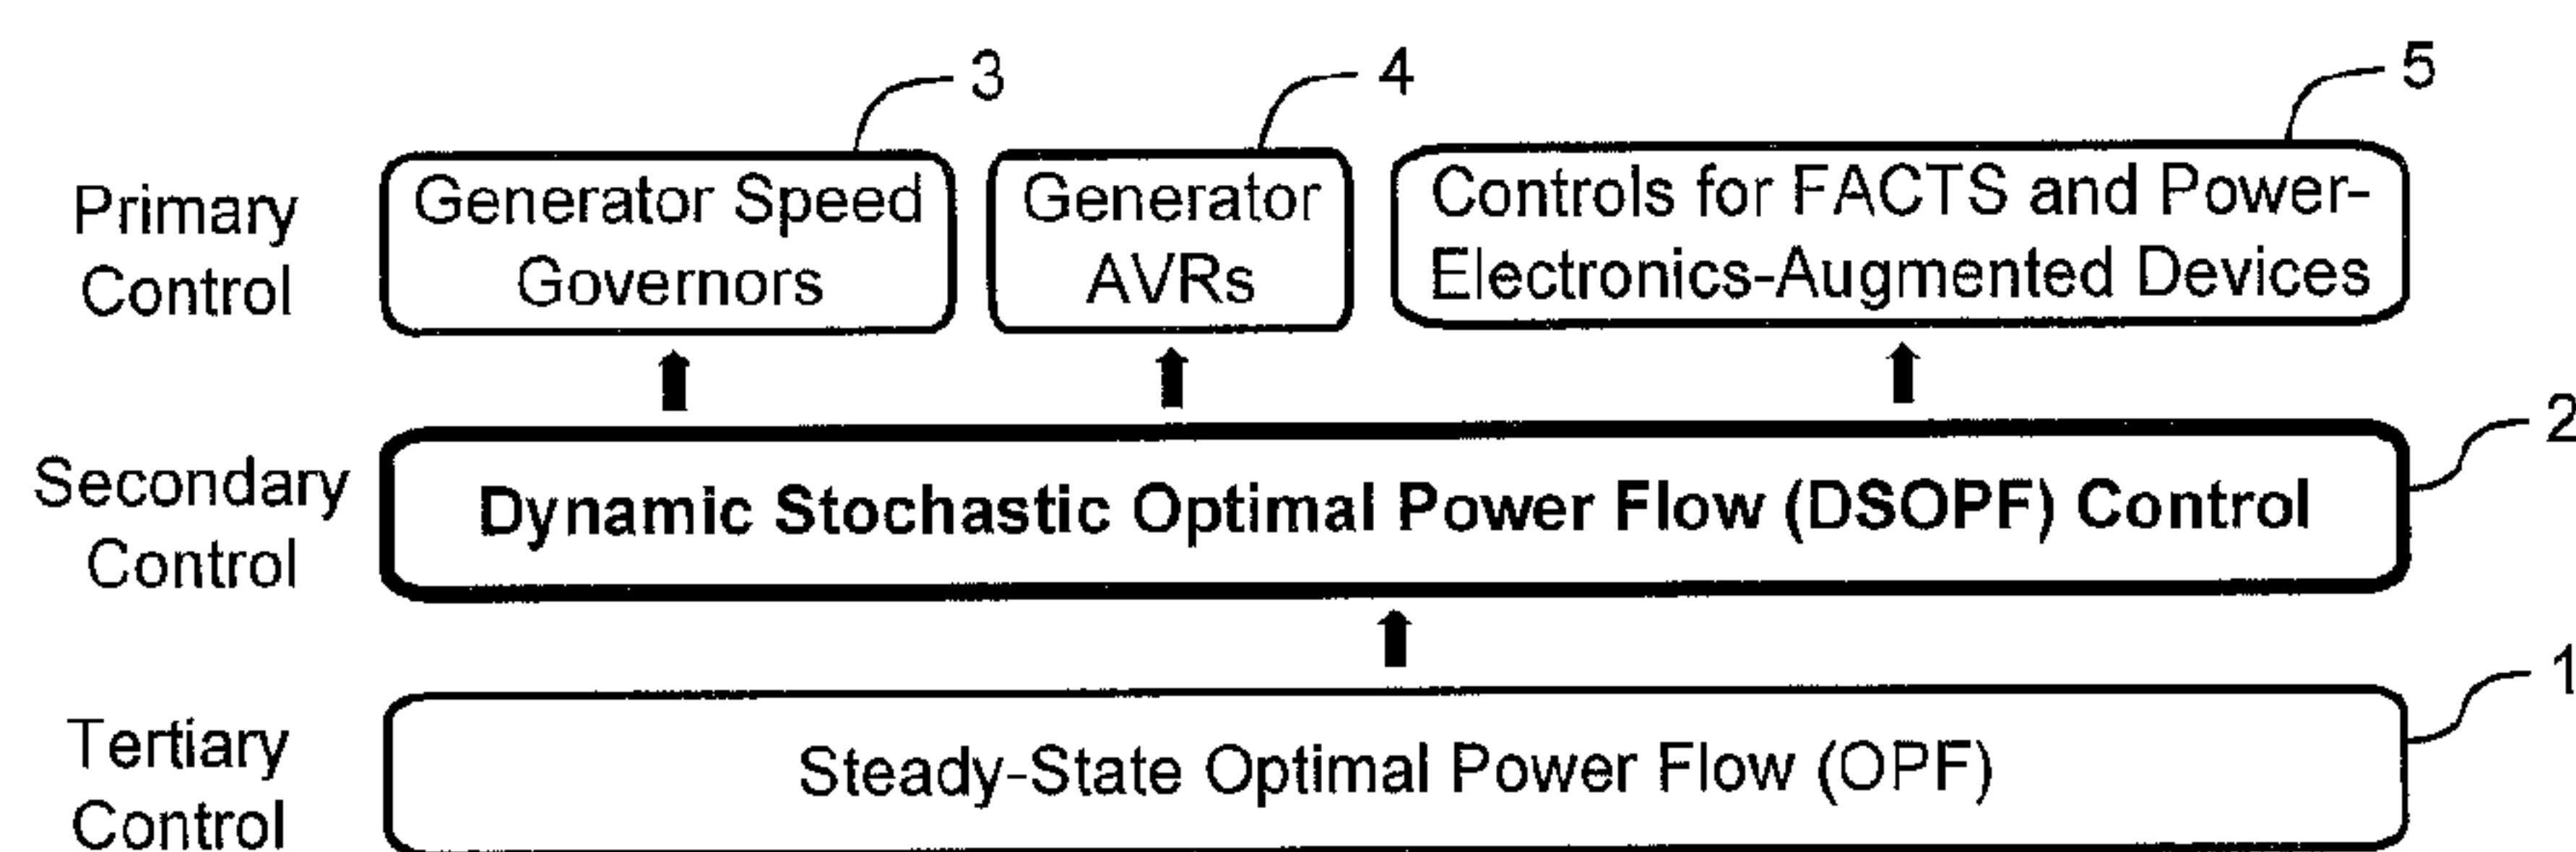 3
4
5
Primary
Control
Generator Speed
Governors
Generator
AVRs
Controls for FACTS and Power-
Electronics-Augmented Devices
2
Secondary
Control
Dynamic Stochastic Optimal Power Flow (DSOPF) Control
1
Tertiary
Control
Steady-State Optimal Power Flow (OPF)